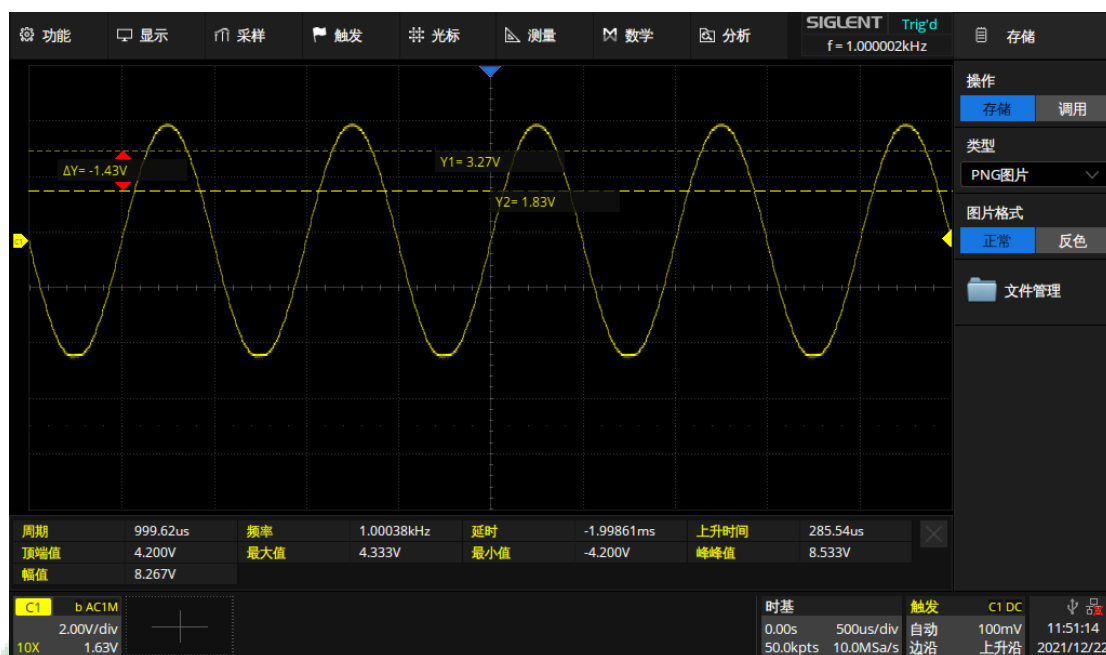 功能 显示 采样 触发 光标 测量 数学 分析 SIGLENT Trig'd 存储
f = 1.000002kHz
操作
存储 调用
类型
PNG图片
图片格式
正常 反色
文件管理
ΔY= -1.43V
Y1= 3.27V
Y2= 1.83V
C1
周期 999.62us 频率 1.00038kHz 延时 -1.99861ms 上升时间 285.54us
顶端值 4.200V 最大值 4.333V 最小值 -4.200V 峰峰值 8.533V
幅值 8.267V
C1 b AC1M 时基 触发 C1 DC
2.00V/div 0.00s 500us/div 自动 100mV 11:51:14
10X 1.63V 50.0kpts 10.0MSa/s 边沿 上升沿 2021/12/22